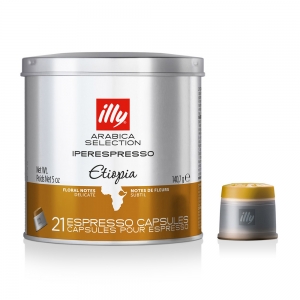 illy
ARABICA
SELECTION
IPERESPRESSO
Etiopia
Net Wt.
Poids Net 5 oz
140,7 g ℮
FLORAL NOTES
DELICATE
NOTES DE FLEURS
SUBTIL
21 ESPRESSO CAPSULES
CAPSULES POUR ESPRESSO
illy